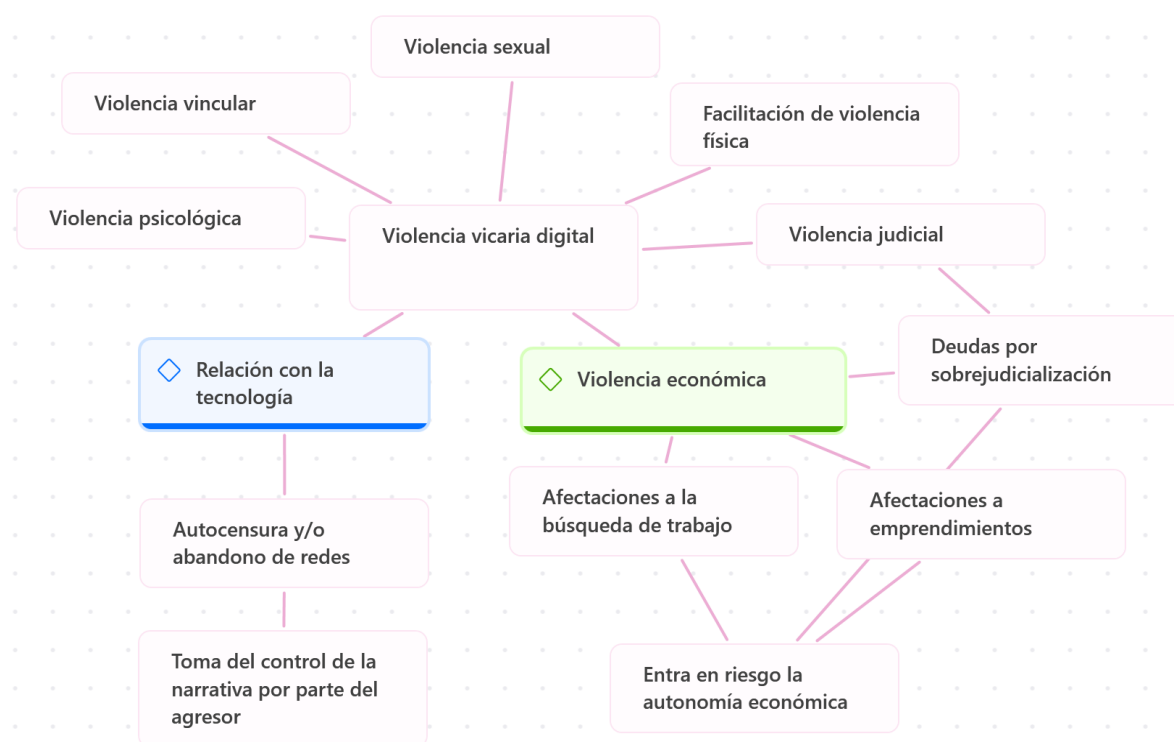 Violencia sexual
Violencia vincular
Facilitación de violencia
física
Violencia psicológica
Violencia vicaria digital
Violencia judicial
Relación con la
tecnología
Violencia económica
Deudas por
sobrejudicialización
Autocensura y/o
abandono de redes
Afectaciones a la
búsqueda de trabajo
Afectaciones a
emprendimientos
Toma del control de la
narrativa por parte del
agresor
Entra en riesgo la
autonomía económica